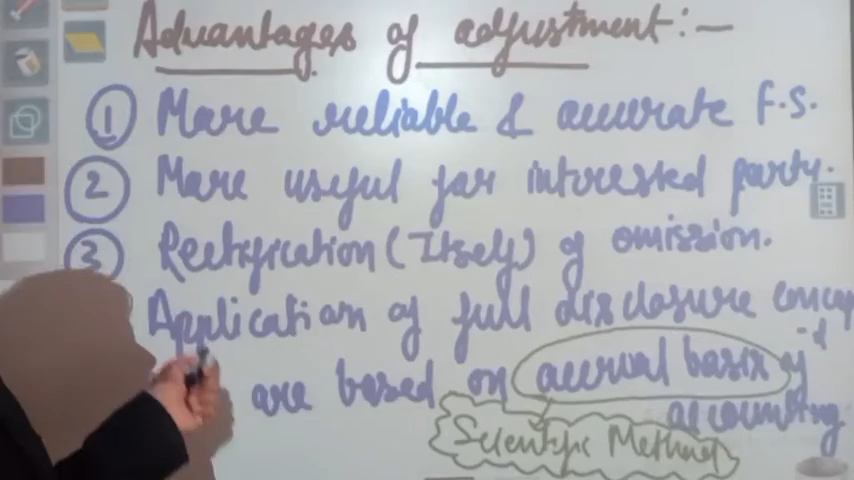 Advantages of adjustment:-
① More reliable & accurate F.S.
② More useful for interested party.
③ Rectification (Itself) of omission.
Application of full disclosure concep
are based on accrual basis of
accounting
Scientific Method